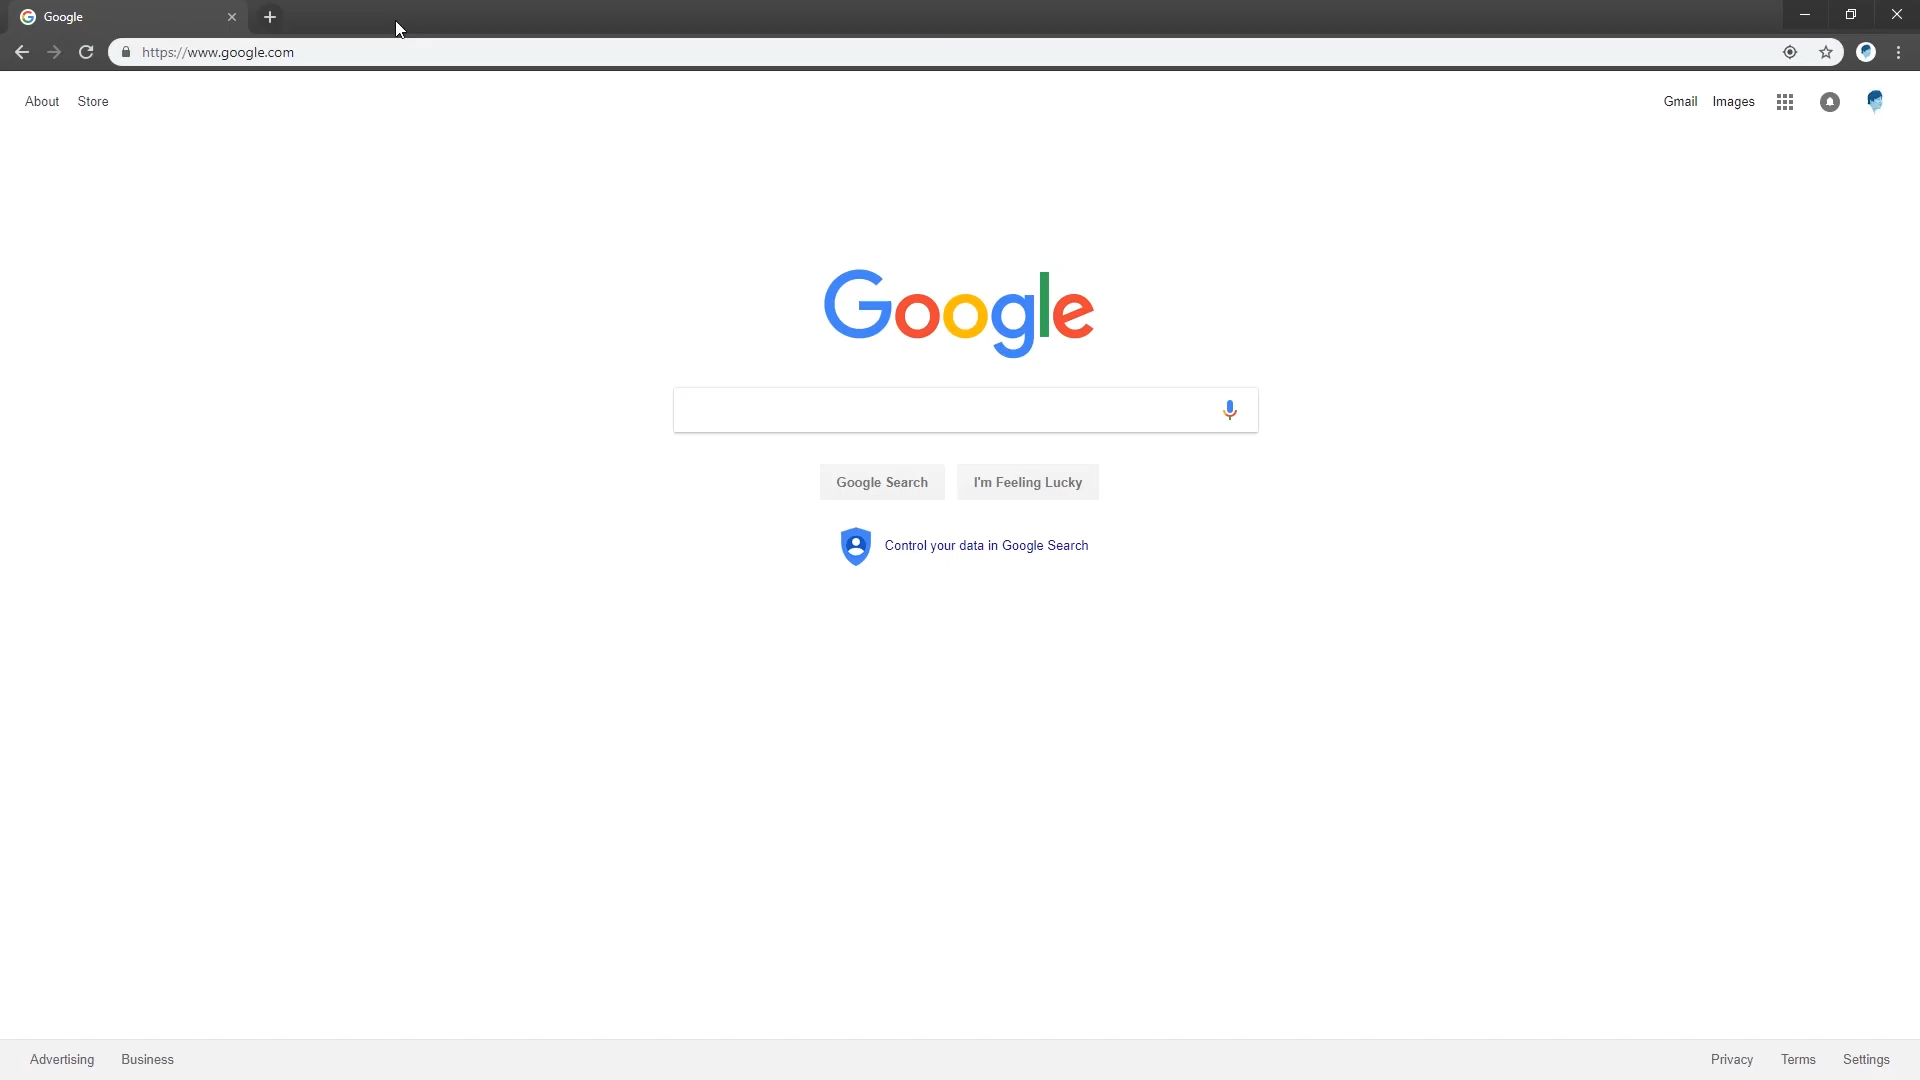 Google
https://www.google.com
About Store
Gmail Images
Google
Google Search I'm Feeling Lucky
Control your data in Google Search
Advertising Business
Privacy Terms Settings